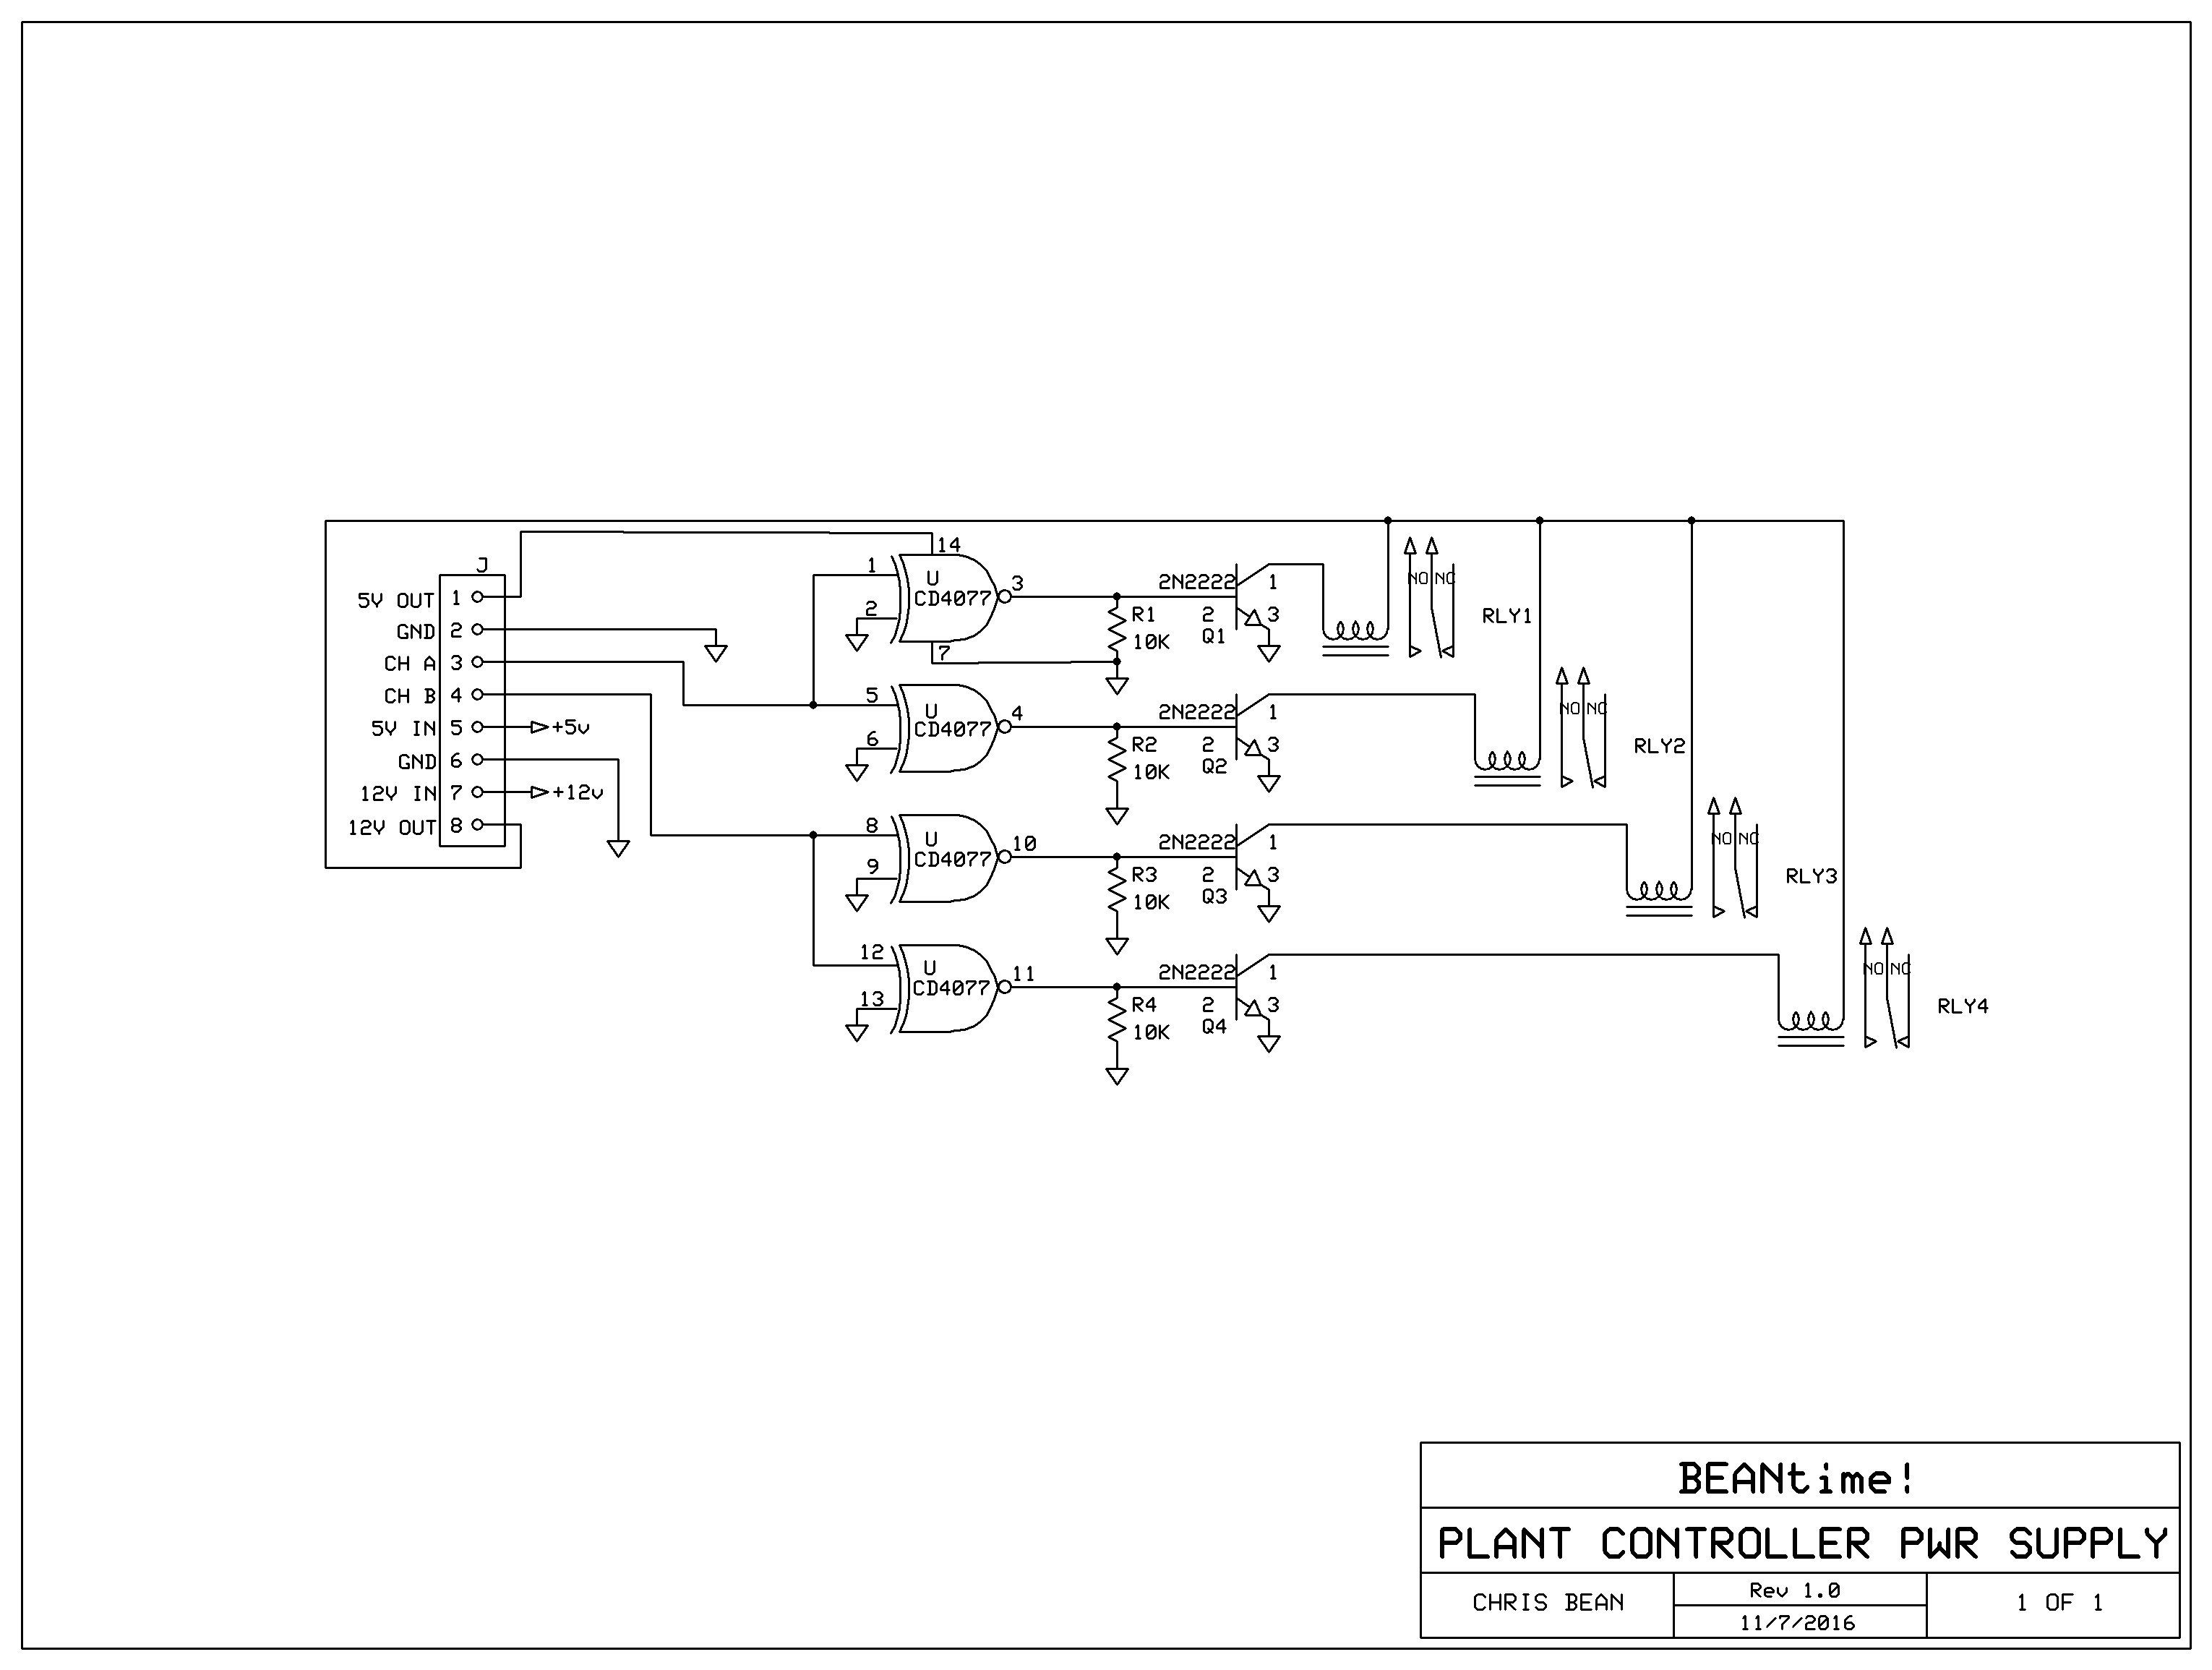 J
5V OUT 1
GND 2
CH A 3
CH B 4
5V IN 5 +5v
GND 6
12V IN 7 +12v
12V OUT 8
14
1
U
CD4077
3
2
7
R1
10K
2N2222 1
2 3
Q1
NO NC
RLY1
5
U
CD4077
4
6
R2
10K
2N2222 1
2 3
Q2
NO NC
RLY2
8
U
CD4077
10
9
R3
10K
2N2222 1
2 3
Q3
NO NC
RLY3
12
U
CD4077
11
13
R4
10K
2N2222 1
2 3
Q4
NO NC
RLY4
BEANtime!
PLANT CONTROLLER PWR SUPPLY
CHRIS BEAN
Rev 1.0
11/7/2016
1 OF 1